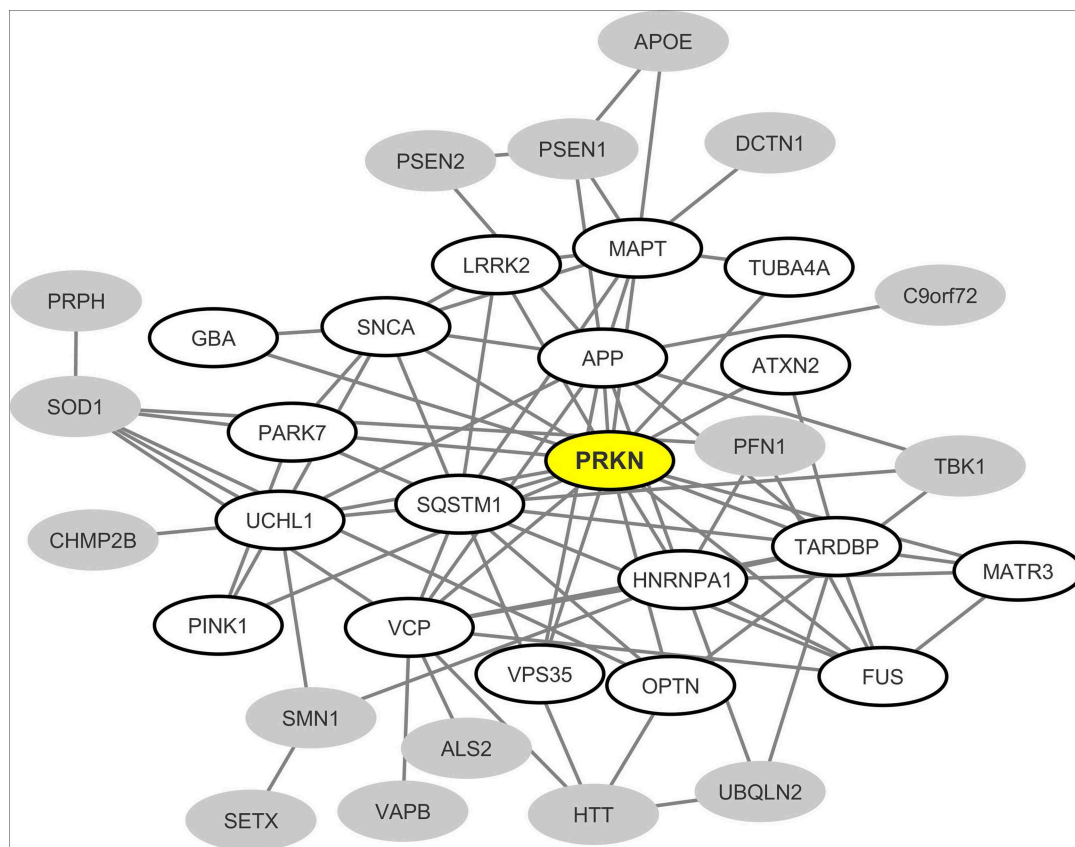 APOE
DCTN1
PSEN1
PSEN2
MAPT
LRRK2
TUBA4A
C9orf72
PRPH
SNCA
GBA
APP
ATXN2
SOD1
PARK7
PFN1
PRKN
TBK1
SQSTM1
UCHL1
CHMP2B
TARDBP
MATR3
HNRNPA1
PINK1
VCP
VPS35
OPTN
FUS
SMN1
ALS2
UBQLN2
SETX
VAPB
HTT